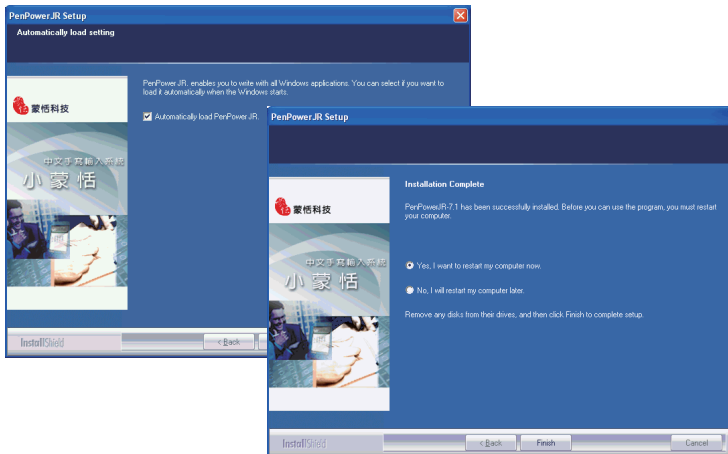 PenPowerJR Setup
Automatically load setting
PenPower JR. enables you to write with all Windows applications. You can select if you want to
load it automatically when the Windows starts.
Automatically load PenPower JR.
蒙恬科技
中文手寫輸入系統
小蒙恬
InstallShield
< Back
PenPowerJR Setup
Installation Complete
PenPowerJR-7.1 has been successfully installed. Before you can use the program, you must restart
your computer.
蒙恬科技
中文手寫輸入系統
小蒙恬
Yes, I want to restart my computer now.
No, I will restart my computer later.
Remove any disks from their drives, and then click Finish to complete setup.
InstallShield
< Back
Finish
Cancel